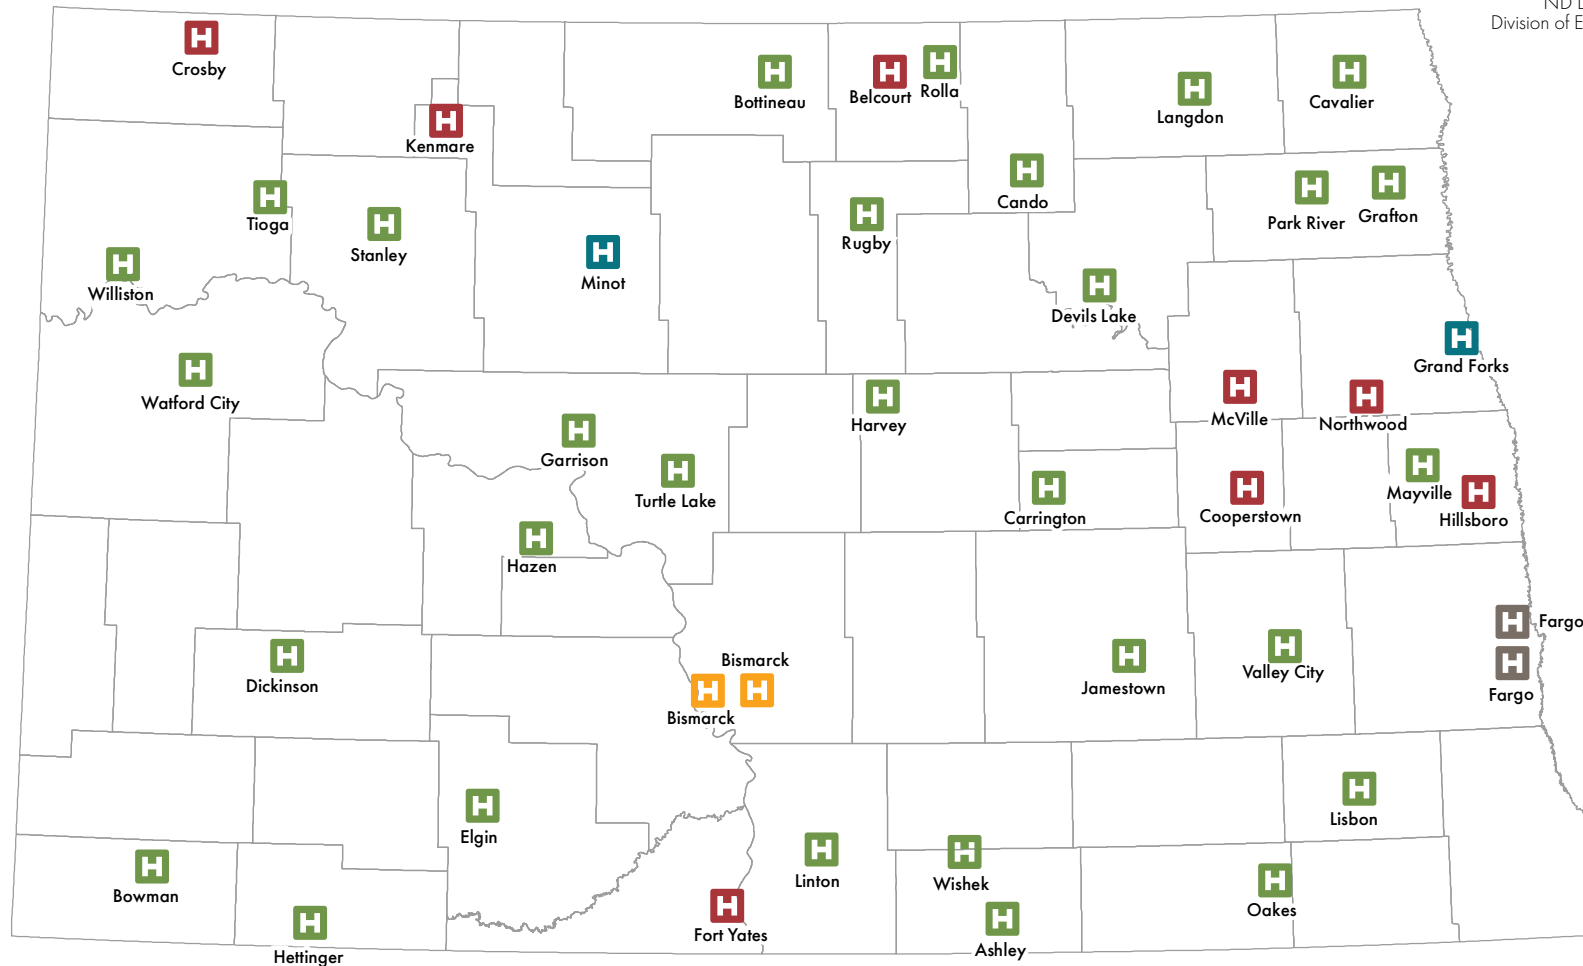 ND D
Division of E
H
Crosby
H
Bottineau
H
Belcourt
H
Rolla
H
Langdon
H
Cavalier
H
Kenmare
H
Tioga
H
Stanley
H
Cando
H
Park River
H
Grafton
H
Rugby
H
Williston
H
Minot
H
Devils Lake
H
Watford City
H
Grand Forks
H
Garrison
H
Harvey
H
McVille
H
Northwood
H
Turtle Lake
H
Carrington
H
Cooperstown
H
Mayville
H
Hillsboro
H
Hazen
H
Dickinson
Bismarck
H
H
Bismarck
H
Jamestown
H
Valley City
H
Fargo
H
Fargo
H
Elgin
H
Lisbon
H
Bowman
H
Linton
H
Wishek
H
Oakes
H
Hettinger
H
Fort Yates
H
Ashley